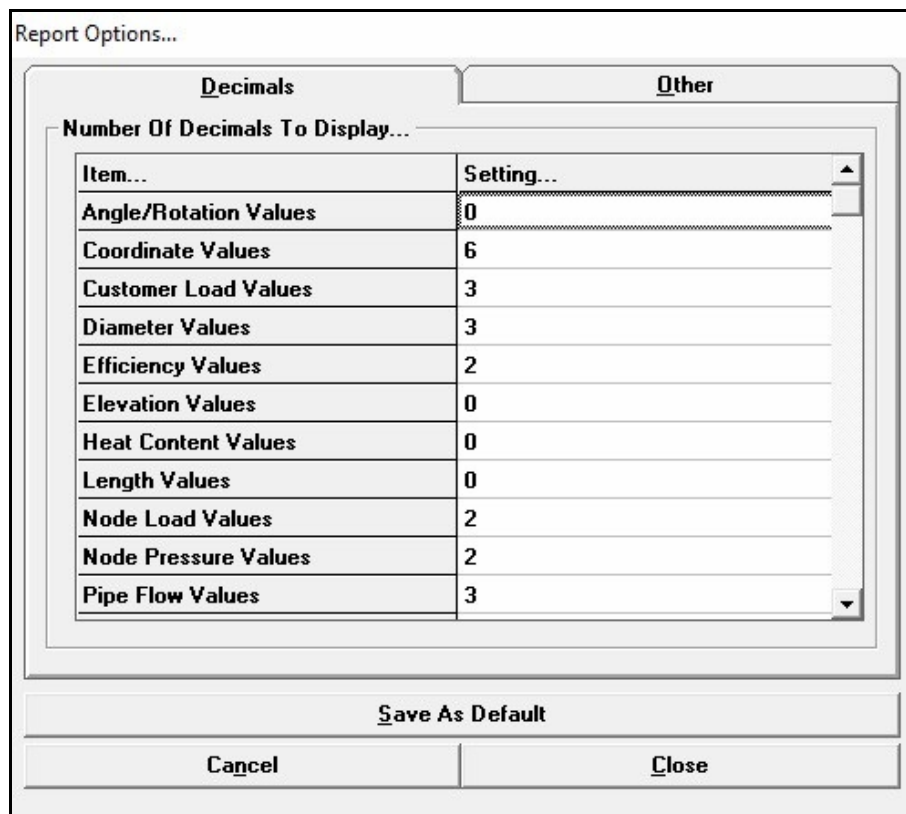 Report Options...
Decimals Other
Number Of Decimals To Display...
Item... Setting...
Angle/Rotation Values 0
Coordinate Values 6
Customer Load Values 3
Diameter Values 3
Efficiency Values 2
Elevation Values 0
Heat Content Values 0
Length Values 0
Node Load Values 2
Node Pressure Values 2
Pipe Flow Values 3
Save As Default
Cancel Close